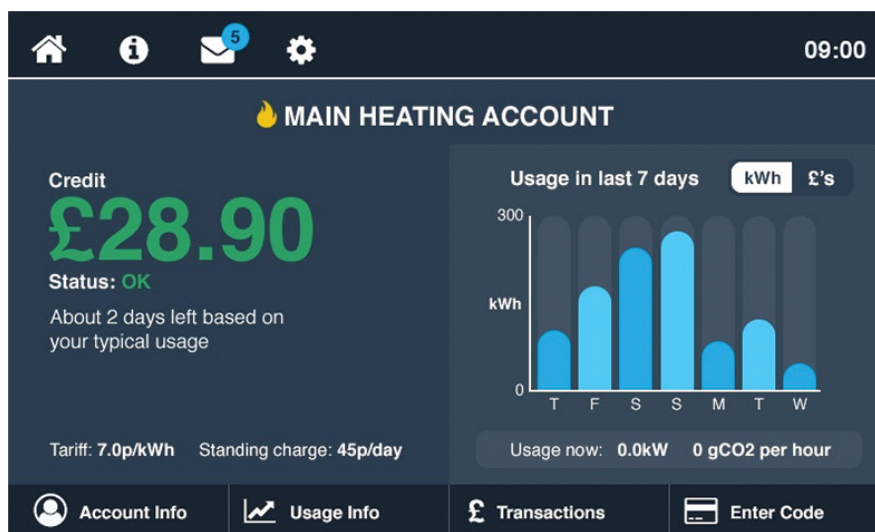 5
09:00
MAIN HEATING ACCOUNT
Credit
£28.90
Status: OK
About 2 days left based on
your typical usage
Tariff: 7.0p/kWh Standing charge: 45p/day
Usage in last 7 days kWh £'s
300
kWh
0
T F S S M T W
Usage now: 0.0kW 0 gCO2 per hour
Account Info Usage Info £ Transactions Enter Code